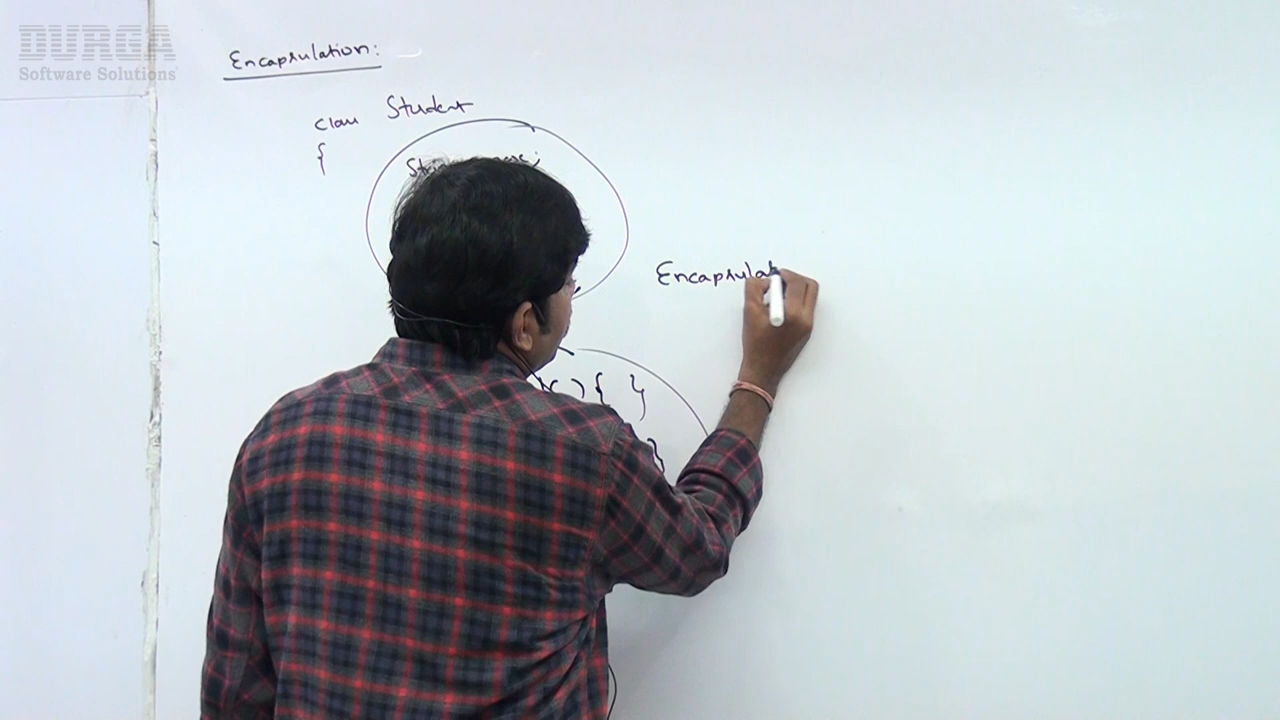 DURGA
Software Solutions
Encapsulation:
class Student
{
){ }
}
Encapsulat